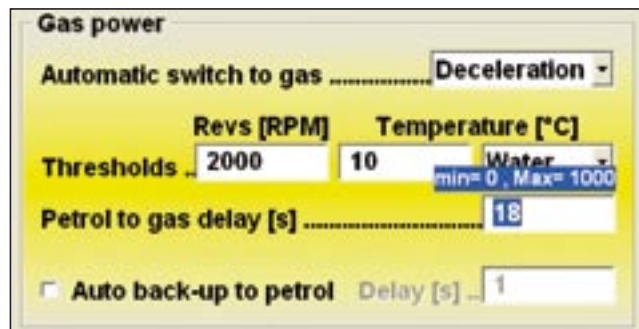 Gas power
Automatic switch to gas ................. Deceleration
Revs [RPM] Temperature [°C]
Thresholds .. 2000 10 Water
min= 0 , Max= 1000
Petrol to gas delay [s] ............................... 18
Auto back-up to petrol Delay [s] .. 1